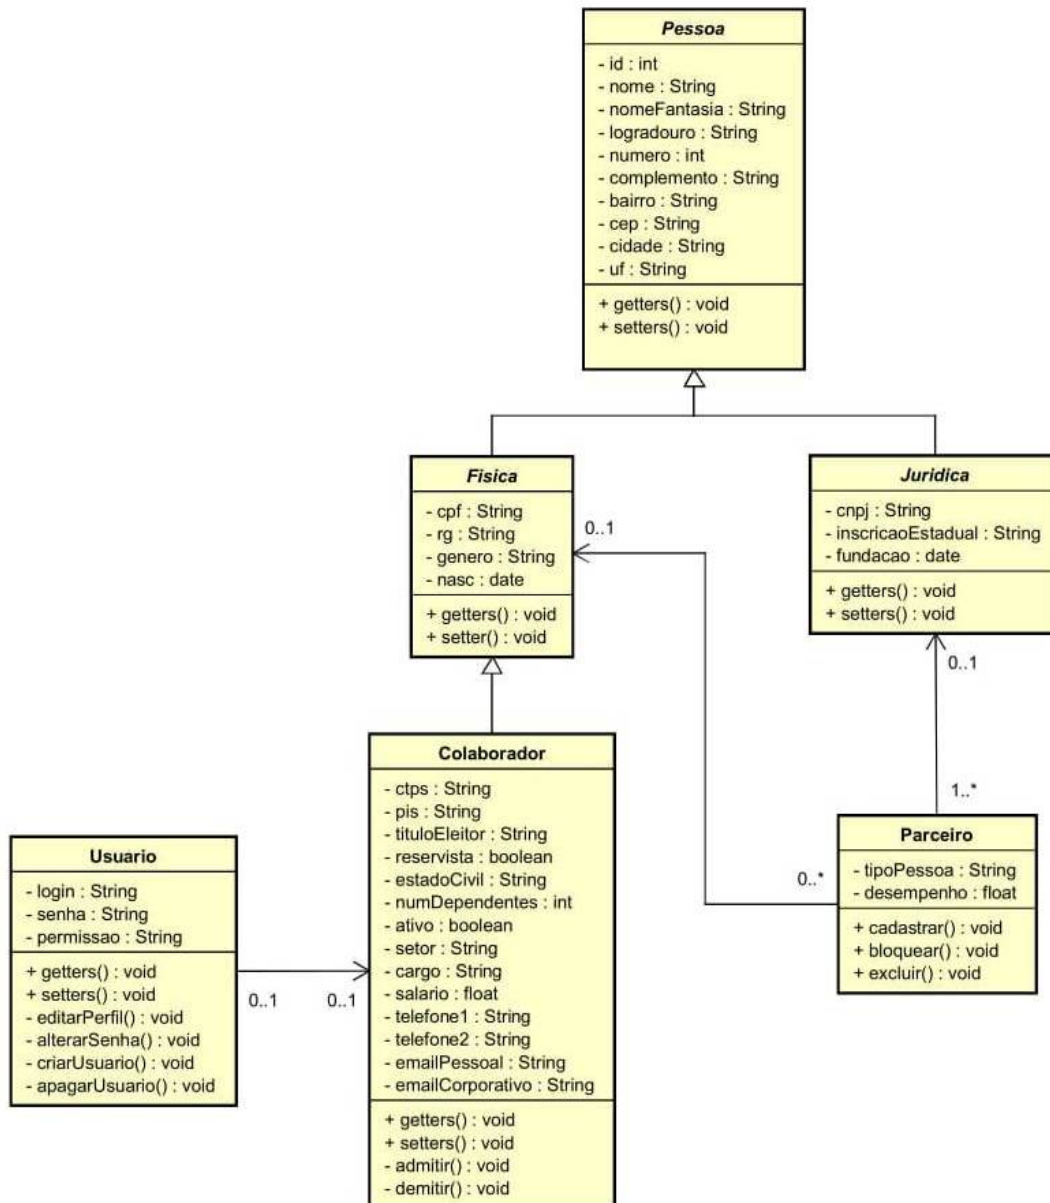 Pessoa
- id : int
- nome : String
- nomeFantasia : String
- logradouro : String
- numero : int
- complemento : String
- bairro : String
- cep : String
- cidade : String
- uf : String
+ getters() : void
+ setters() : void
Fisica
- cpf : String
- rg : String
- genero : String
- nasc : date
+ getters() : void
+ setter() : void
0..1
Juridica
- cnpj : String
- inscricaoEstadual : String
- fundacao : date
+ getters() : void
+ setters() : void
0..1
Colaborador
- ctps : String
- pis : String
- tituloEleitor : String
- reservista : boolean
- estadoCivil : String
- numDependentes : int
- ativo : boolean
- setor : String
- cargo : String
- salario : float
- telefone1 : String
- telefone2 : String
- emailPessoal : String
- emailCorporativo : String
+ getters() : void
+ setters() : void
- admitir() : void
- demitir() : void
1..*
Parceiro
- tipoPessoa : String
- desempenho : float
+ cadastrar() : void
+ bloquear() : void
+ excluir() : void
0..*
Usuario
- login : String
- senha : String
- permissao : String
+ getters() : void
+ setters() : void
- editarPerfil() : void
- alterarSenha() : void
- criarUsuario() : void
- apagarUsuario() : void
0..1
0..1